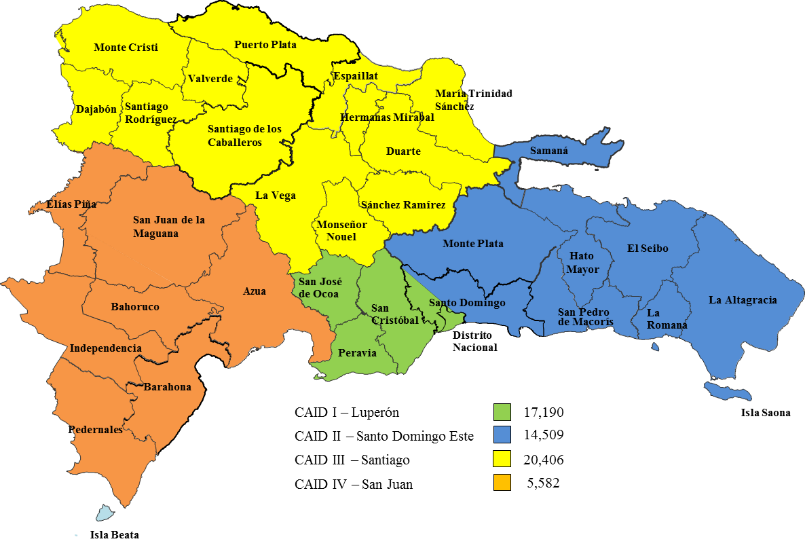 Monte Cristi
Puerto Plata
Valverde
Espaillat
Dajabón
Santiago
Rodríguez
María Trinidad
Sánchez
Hermanas Mirabal
Santiago de los
Caballeros
Duarte
Samaná
La Vega
Elías Piña
San Juan de la
Maguana
Sánchez Ramírez
Monseñor
Nouel
Monte Plata
Hato
Mayor
El Seibo
San José
de Ocoa
Azua
Bahoruco
San
Cristóbal
Santo Domingo
San Pedro
de Macorís
La
Romana
La Altagracia
Independencia
Peravia
Distrito
Nacional
Barahona
Pedernales
Isla Saona
CAID I – Luperón 17,190
CAID II – Santo Domingo Este 14,509
CAID III – Santiago 20,406
CAID IV – San Juan 5,582
Isla Beata